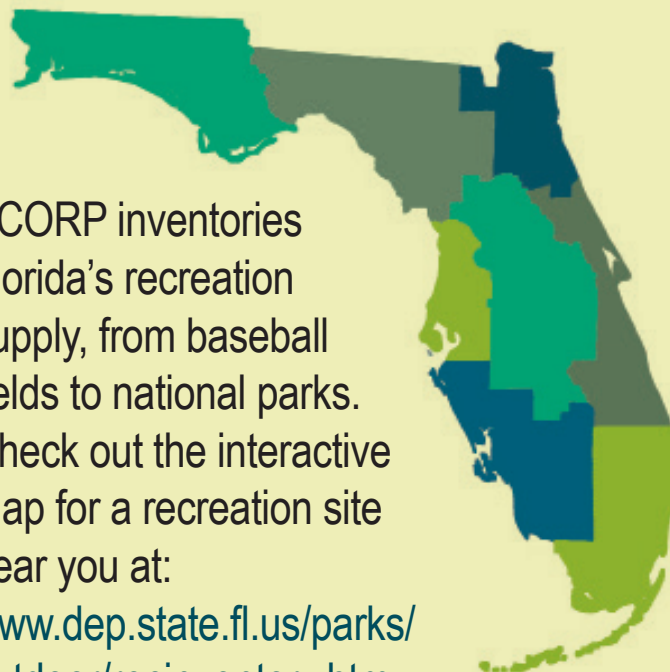 CORP inventories
orida's recreation
upply, from baseball
elds to national parks.
heck out the interactive
ap for a recreation site
ear you at:
ww.dep.state.fl.us/parks/